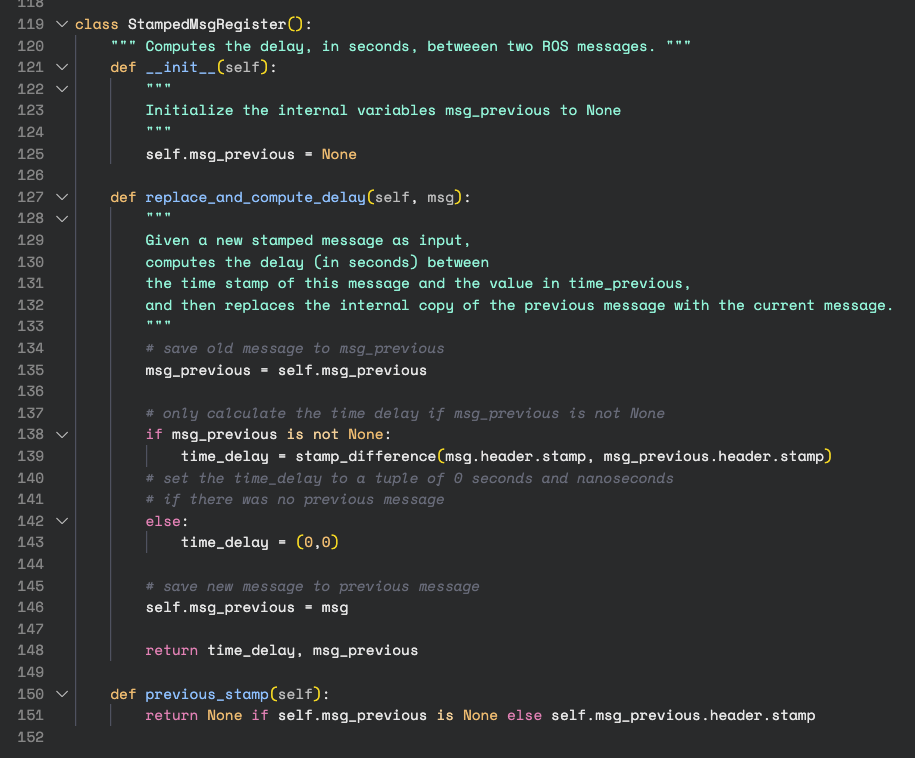 118
119 class StampedMsgRegister():
120     """ Computes the delay, in seconds, betweeen two ROS messages. """
121     def __init__(self):
122         """
123         Initialize the internal variables msg_previous to None
124         """
125         self.msg_previous = None
126
127     def replace_and_compute_delay(self, msg):
128         """
129         Given a new stamped message as input,
130         computes the delay (in seconds) between
131         the time stamp of this message and the value in time_previous,
132         and then replaces the internal copy of the previous message with the current message.
133         """
134         # save old message to msg_previous
135         msg_previous = self.msg_previous
136
137         # only calculate the time delay if msg_previous is not None
138         if msg_previous is not None:
139             time_delay = stamp_difference(msg.header.stamp, msg_previous.header.stamp)
140         # set the time_delay to a tuple of 0 seconds and nanoseconds
141         # if there was no previous message
142         else:
143             time_delay = (0,0)
144
145         # save new message to previous message
146         self.msg_previous = msg
147
148         return time_delay, msg_previous
149
150     def previous_stamp(self):
151         return None if self.msg_previous is None else self.msg_previous.header.stamp
152